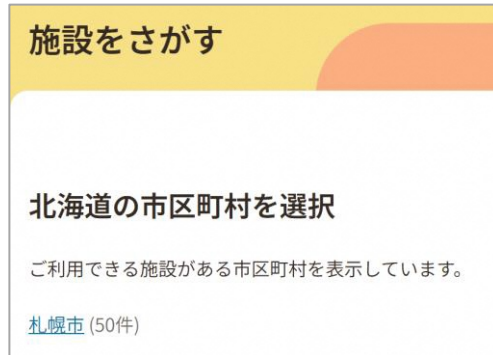 施設をさがす
北海道の市区町村を選択
ご利用できる施設がある市区町村を表示しています。
札幌市 (50件)